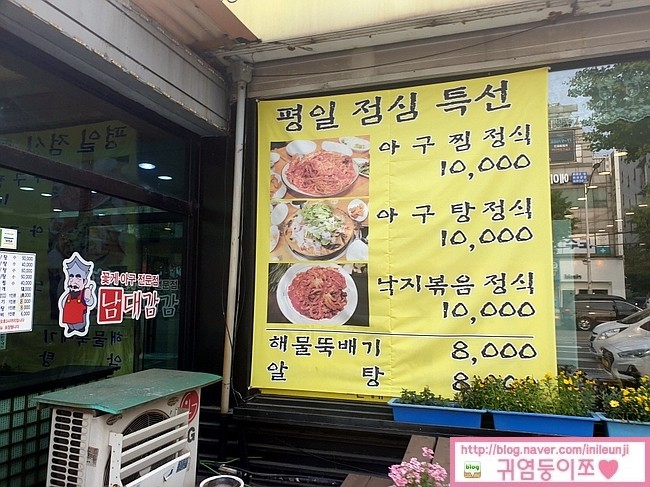 평일 점심 특선
아 구 찜 정식
10,000
아 구 탕 정식
10,000
낙지볶음 정식
10,000
해물뚝배기 8,000
알 탕
꽃게·아구 전문점
남대감
LG
http://blog.naver.com/inileunji
blog
귀염둥이쪼♥